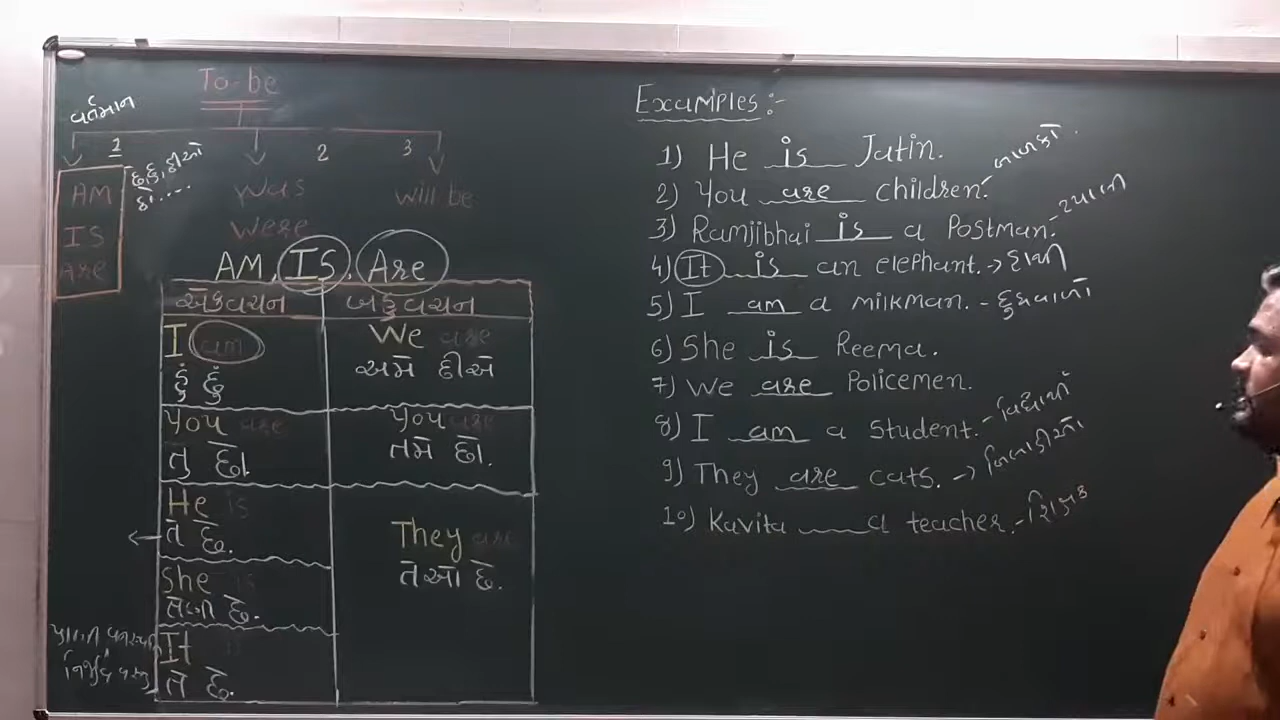 To-be
વર્તમાન
1 2 3
AM
IS
Are
was
were
will be
AM, IS, Are
એકવચન બહુવચન
I am We are
હું છું અમે છીએ
You are You are
તુ છો. તમે છો.
He is
તે છે.
They are
તેઓ છે.
She is
તેણી છે.
It is
તે છે.
Examples:-
1) He is Jatin.
2) You are children. - બાળકો
3) Ramjibhai is a Postman. - ટપાલી
4) It is an elephant. → હાથી
5) I am a milkman. - દુધવાળો
6) She is Reema.
7) We are Policemen.
8) I am a Student. - વિદ્યાર્થી
9) They are cats. → બિલાડીઓ
10) Kavita ___ a teacher. - શિક્ષક